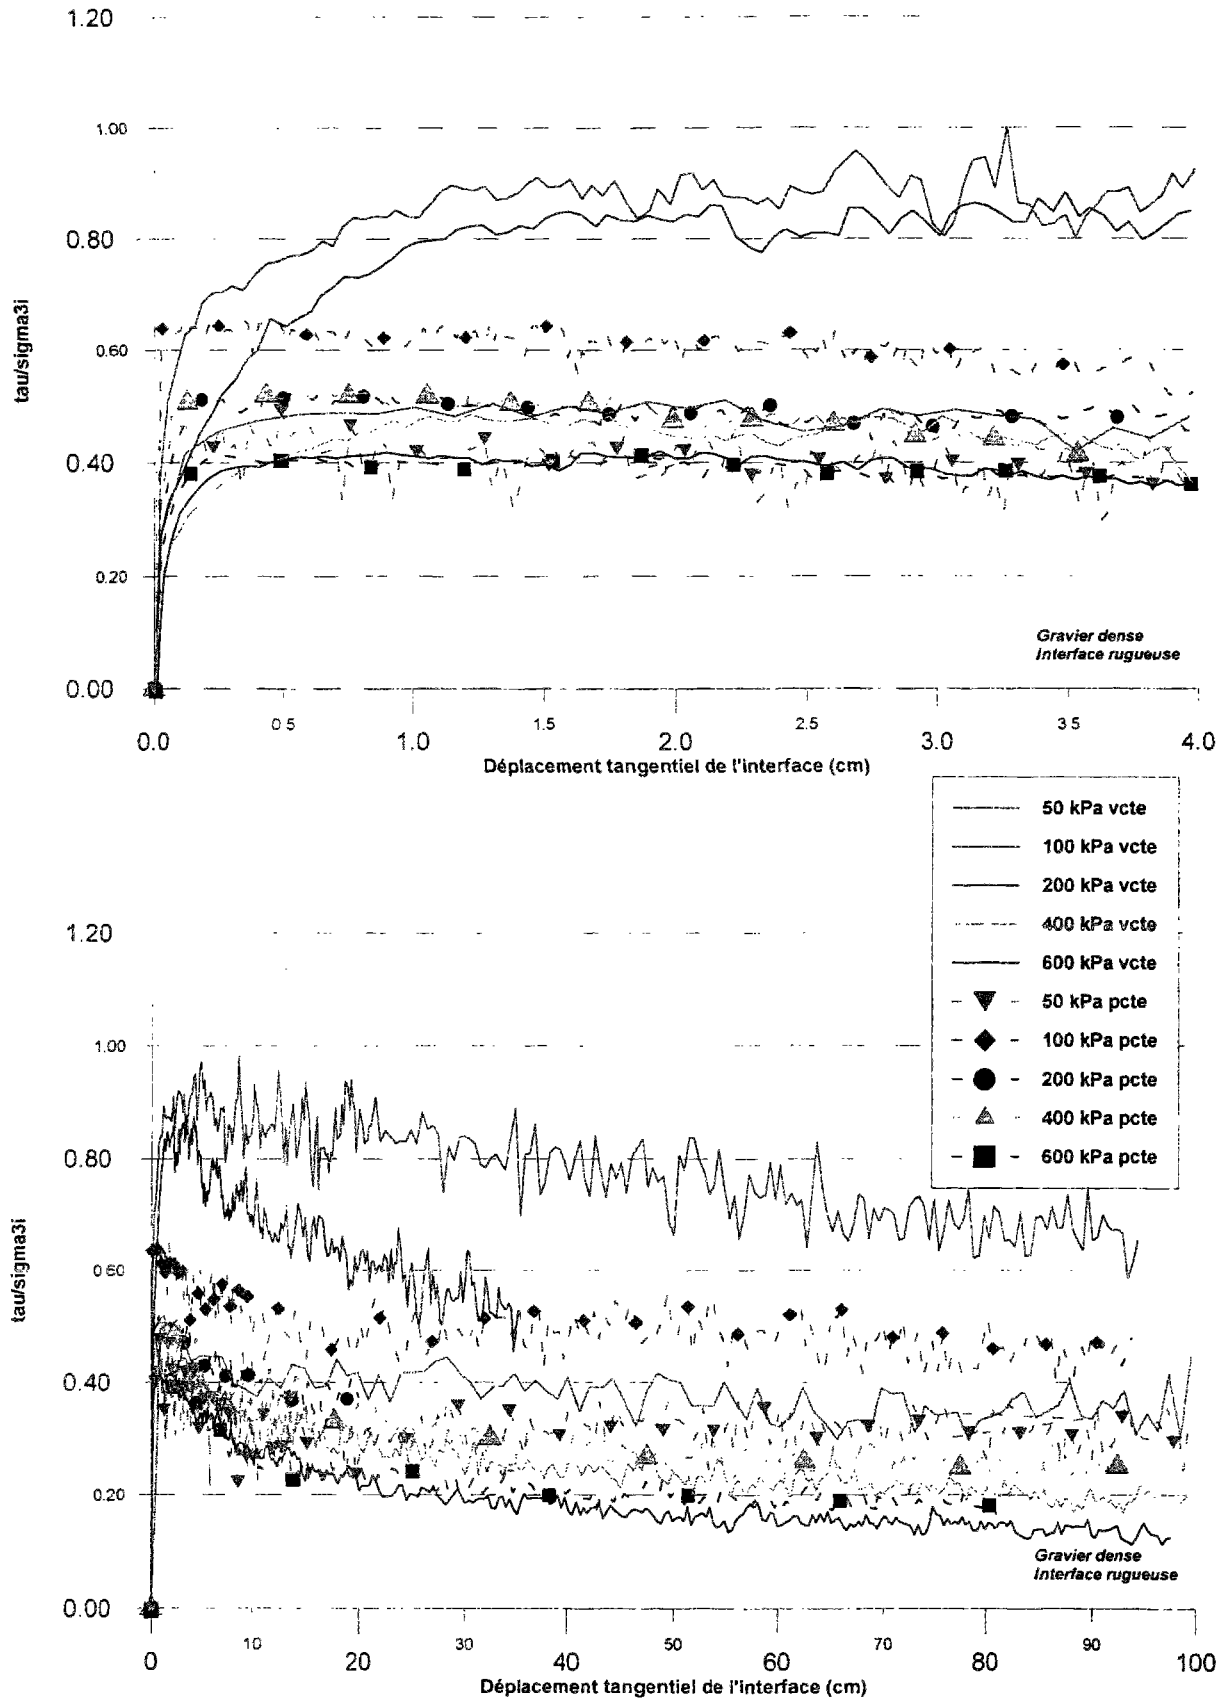 1.20
1.00
0.80
0.60
0.40
0.20
0.00
tau/sigma3i
Gravier dense
Interface rugueuse
0.0
0.5
1.0
1.5
2.0
2.5
3.0
3.5
4.0
Déplacement tangentiel de l'interface (cm)
50 kPa vcte
100 kPa vcte
200 kPa vcte
400 kPa vcte
600 kPa vcte
50 kPa pcte
100 kPa pcte
200 kPa pcte
400 kPa pcte
600 kPa pcte
1.20
1.00
0.80
0.60
0.40
0.20
0.00
tau/sigma3i
Gravier dense
Interface rugueuse
0
10
20
30
40
50
60
70
80
90
100
Déplacement tangentiel de l'interface (cm)